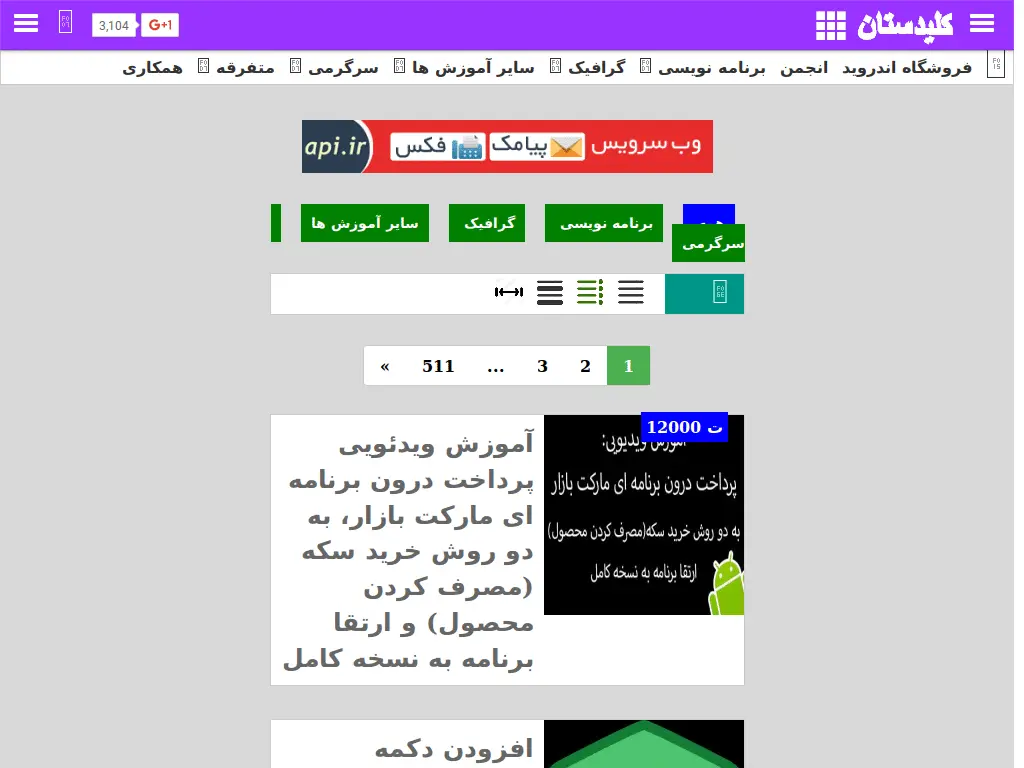 کلیدستان
G+1
3,104
فروشگاه اندروید
انجمن
برنامه نویسی
گرافیک
سایر آموزش ها
سرگرمی
متفرقه
همکاری
وب سرویس پیامک فکس api.ir
برنامه نویسی
گرافیک
سایر آموزش ها
سرگرمی
1 2 3 ... 511 »
ت 12000
پرداخت درون برنامه ای مارکت بازار
به دو روش خرید سکه(مصرف کردن محصول)
ارتقا برنامه به نسخه کامل
آموزش ویدئویی
پرداخت درون برنامه
ای مارکت بازار، به
دو روش خرید سکه
(مصرف کردن
محصول) و ارتقا
برنامه به نسخه کامل
افزودن دکمه